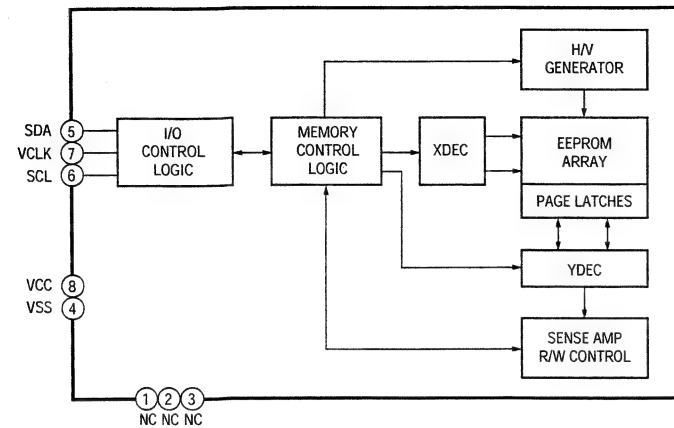 H/V
GENERATOR
SDA 5
VCLK 7
SCL 6
I/O
CONTROL
LOGIC
MEMORY
CONTROL
LOGIC
XDEC
EEPROM
ARRAY
PAGE LATCHES
VCC 8
VSS 4
YDEC
SENSE AMP
R/W CONTROL
1 2 3
NC NC NC